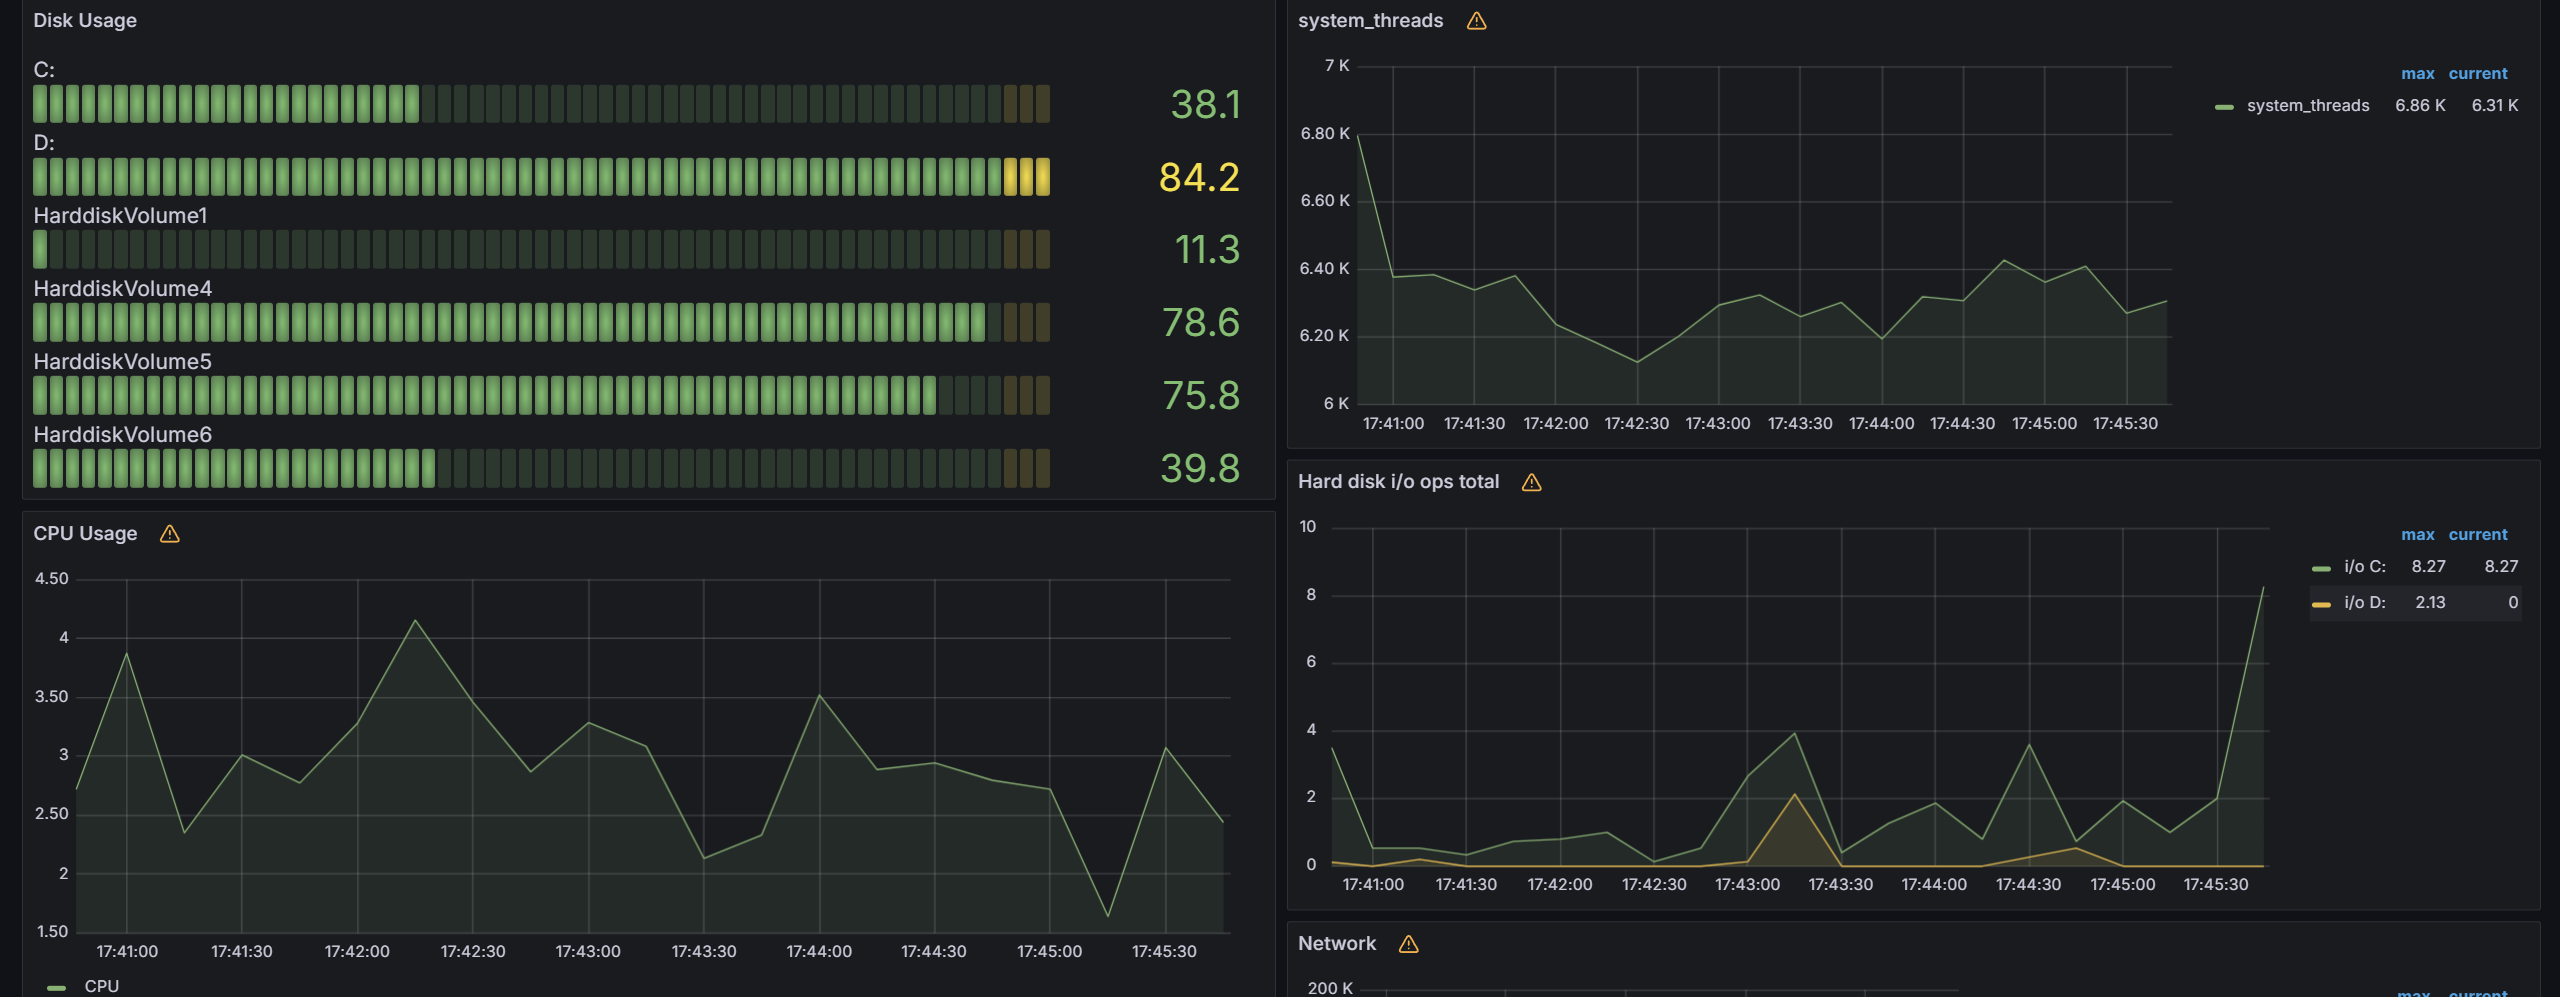 Disk Usage
C:
38.1
D:
84.2
HarddiskVolume1
11.3
HarddiskVolume4
78.6
HarddiskVolume5
75.8
HarddiskVolume6
39.8
CPU Usage
4.50
4
3.50
3
2.50
2
1.50
17:41:00 17:41:30 17:42:00 17:42:30 17:43:00 17:43:30 17:44:00 17:44:30 17:45:00 17:45:30
CPU
system_threads
7 K
6.80 K
6.60 K
6.40 K
6.20 K
6 K
17:41:00 17:41:30 17:42:00 17:42:30 17:43:00 17:43:30 17:44:00 17:44:30 17:45:00 17:45:30
max current
system_threads 6.86 K 6.31 K
Hard disk i/o ops total
10
8
6
4
2
0
17:41:00 17:41:30 17:42:00 17:42:30 17:43:00 17:43:30 17:44:00 17:44:30 17:45:00 17:45:30
max current
i/o C: 8.27 8.27
i/o D: 2.13 0
Network
200 K
max current